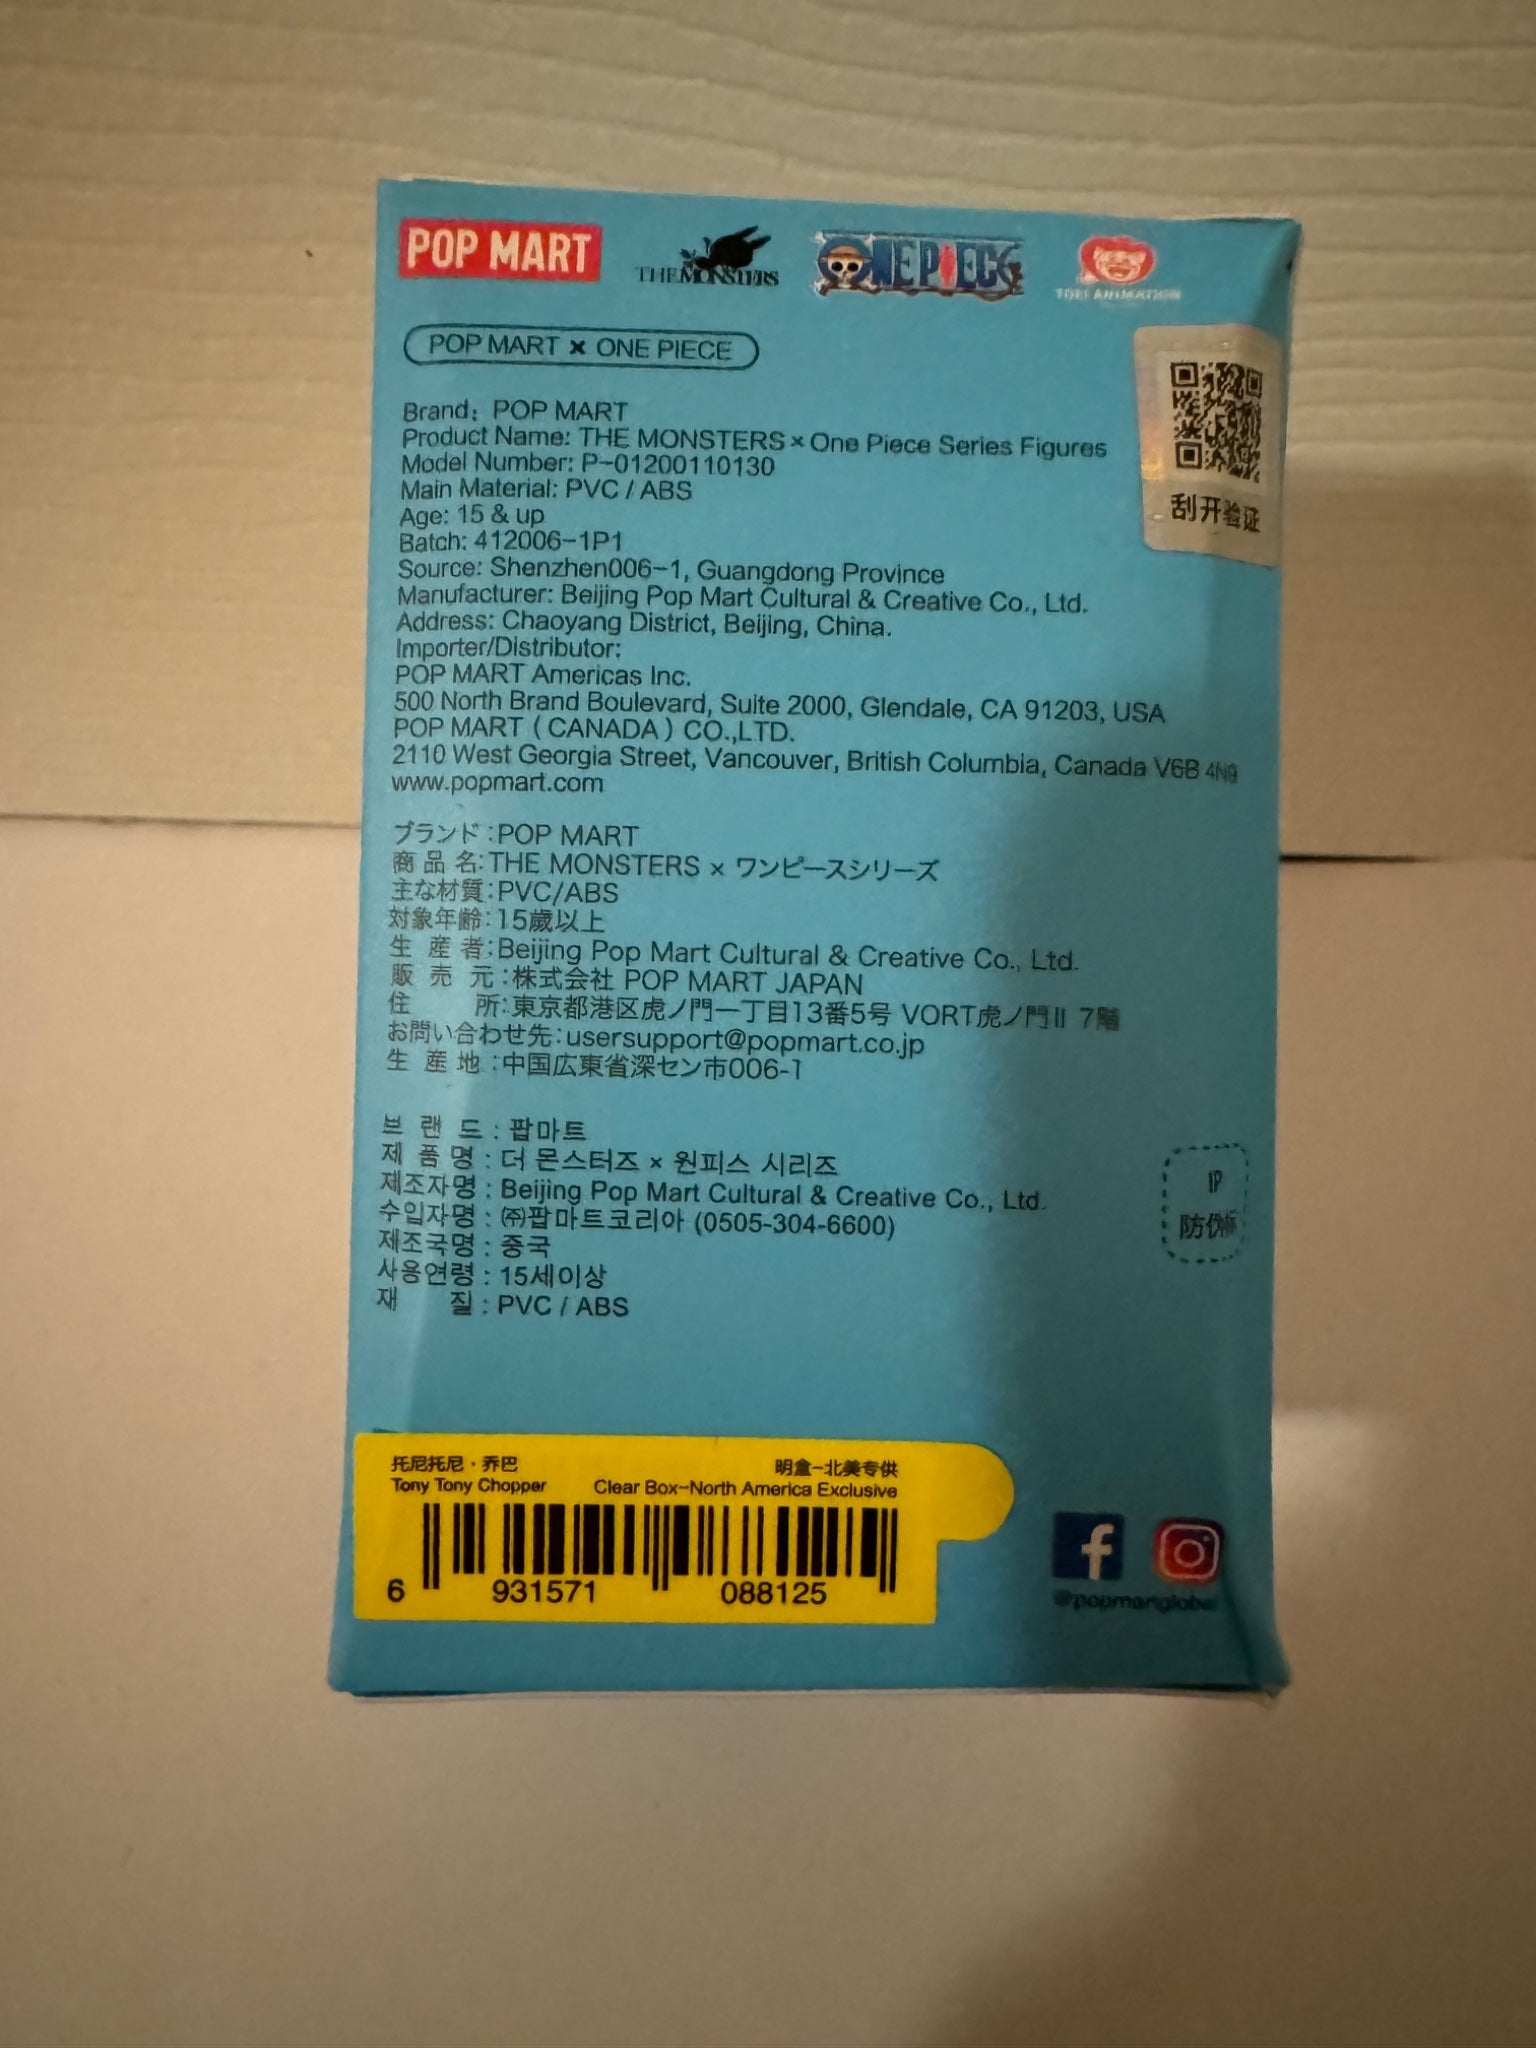 POP MART
THE MONSTERS
ONE PIECE
TOEI ANIMATION
POP MART × ONE PIECE
刮开验证
Brand: POP MART
Product Name: THE MONSTERS × One Piece Series Figures
Model Number: P-01200110130
Main Material: PVC / ABS
Age: 15 & up
Batch: 412006-1P1
Source: Shenzhen006-1, Guangdong Province
Manufacturer: Beijing Pop Mart Cultural & Creative Co., Ltd.
Address: Chaoyang District, Beijing, China.
Importer/Distributor:
POP MART Americas Inc.
500 North Brand Boulevard, Suite 2000, Glendale, CA 91203, USA
POP MART ( CANADA ) CO.,LTD.
2110 West Georgia Street, Vancouver, British Columbia, Canada V6B 4N9
www.popmart.com
ブランド:POP MART
商品名:THE MONSTERS × ワンピースシリーズ
主な材質:PVC/ABS
対象年齢:15歳以上
生産者:Beijing Pop Mart Cultural & Creative Co., Ltd.
販売元:株式会社 POP MART JAPAN
住所:東京都港区虎ノ門一丁目13番5号 VORT虎ノ門II 7階
お問い合わせ先:usersupport@popmart.co.jp
生産地:中国広東省深セン市006-1
브랜드 : 팝마트
제품명 : 더 몬스터즈 × 원피스 시리즈
제조자명 : Beijing Pop Mart Cultural & Creative Co., Ltd.
수입자명 : ㈜팝마트코리아 (0505-304-6600)
제조국명 : 중국
사용연령 : 15세이상
재질 : PVC / ABS
IP
防伪标
托尼托尼·乔巴
明盒-北美专供
Tony Tony Chopper
Clear Box-North America Exclusive
6 931571 088125
@popmartglobal